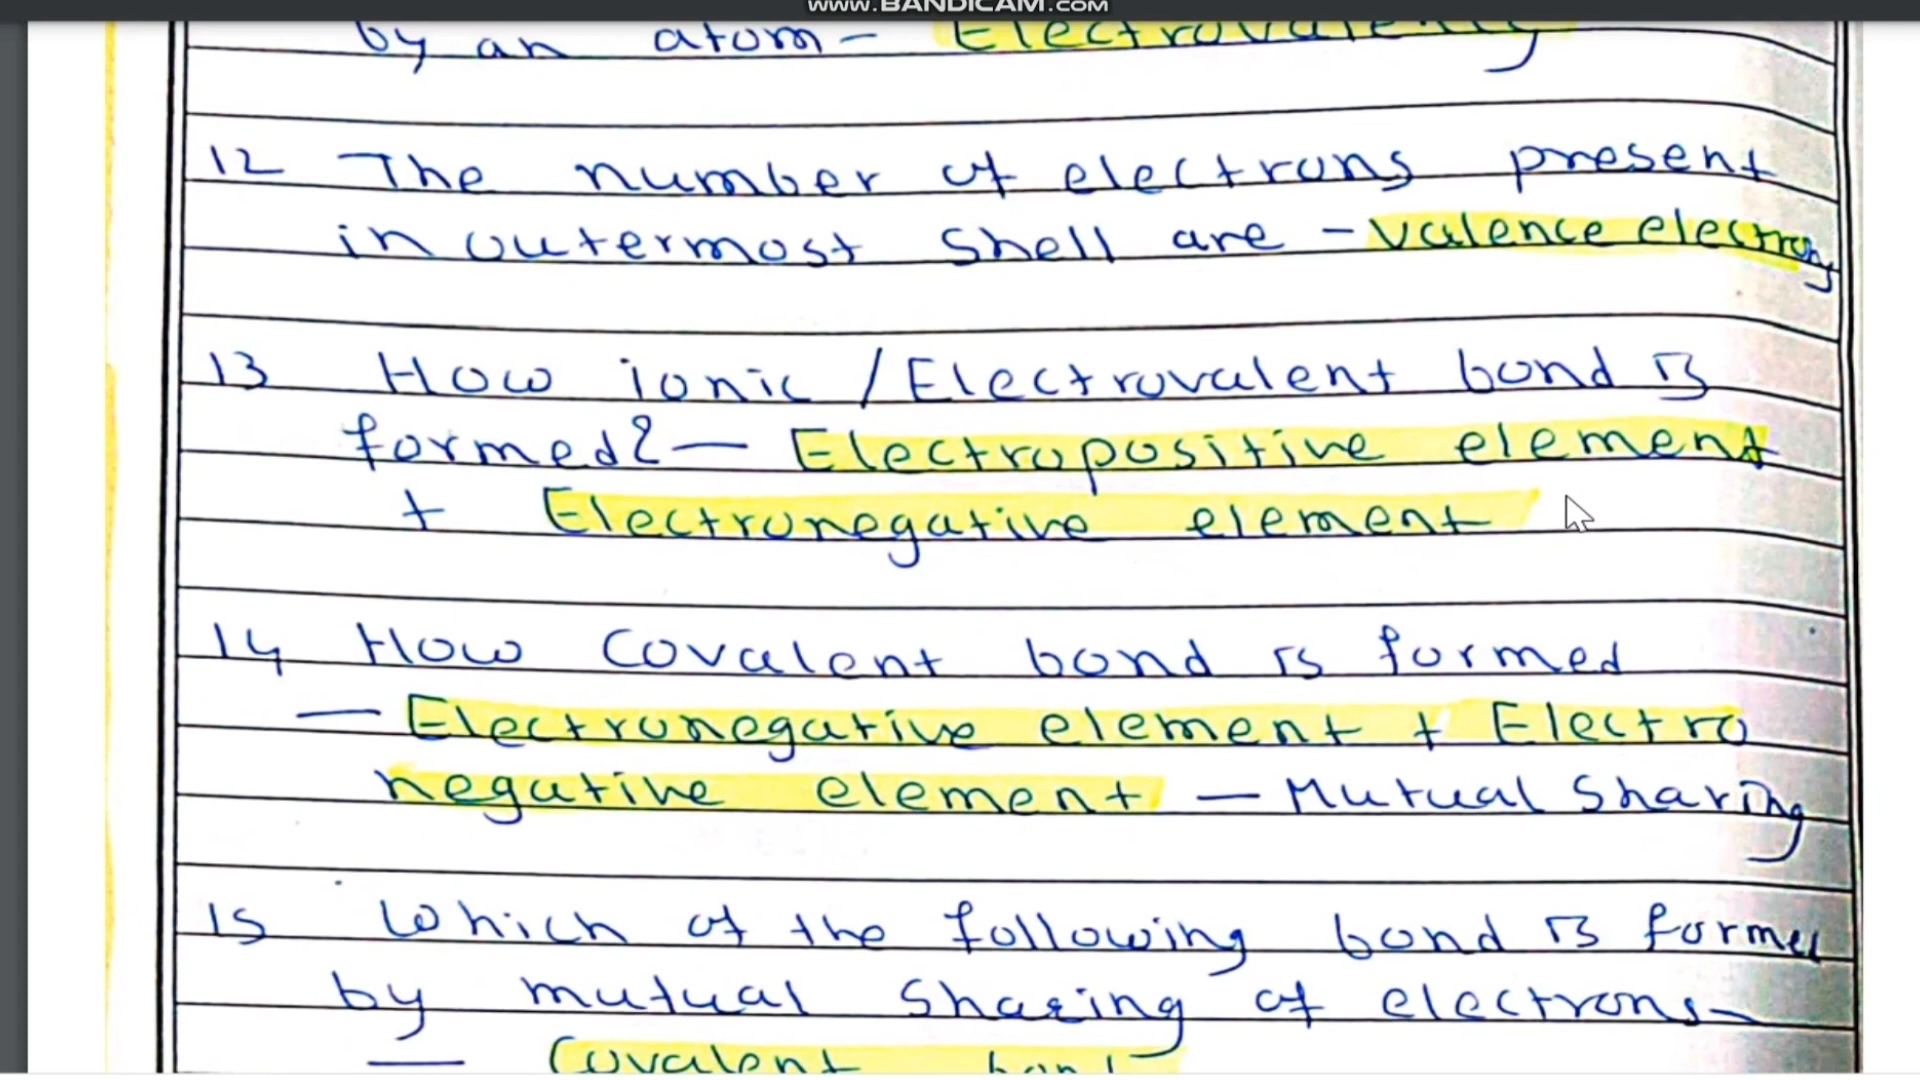 WWW.BANDICAM.COM
by an atom - Electrovalency
12 The number of electrons present
in outermost shell are - valence electrons
13 How ionic / Electrovalent bond is
formed? — Electropositive element
+ Electronegative element
14 How Covalent bond is formed
— Electronegative element + Electro
negative element — Mutual Sharing
15 Which of the following bond is formed
by mutual sharing of electrons -
— Covalent bond